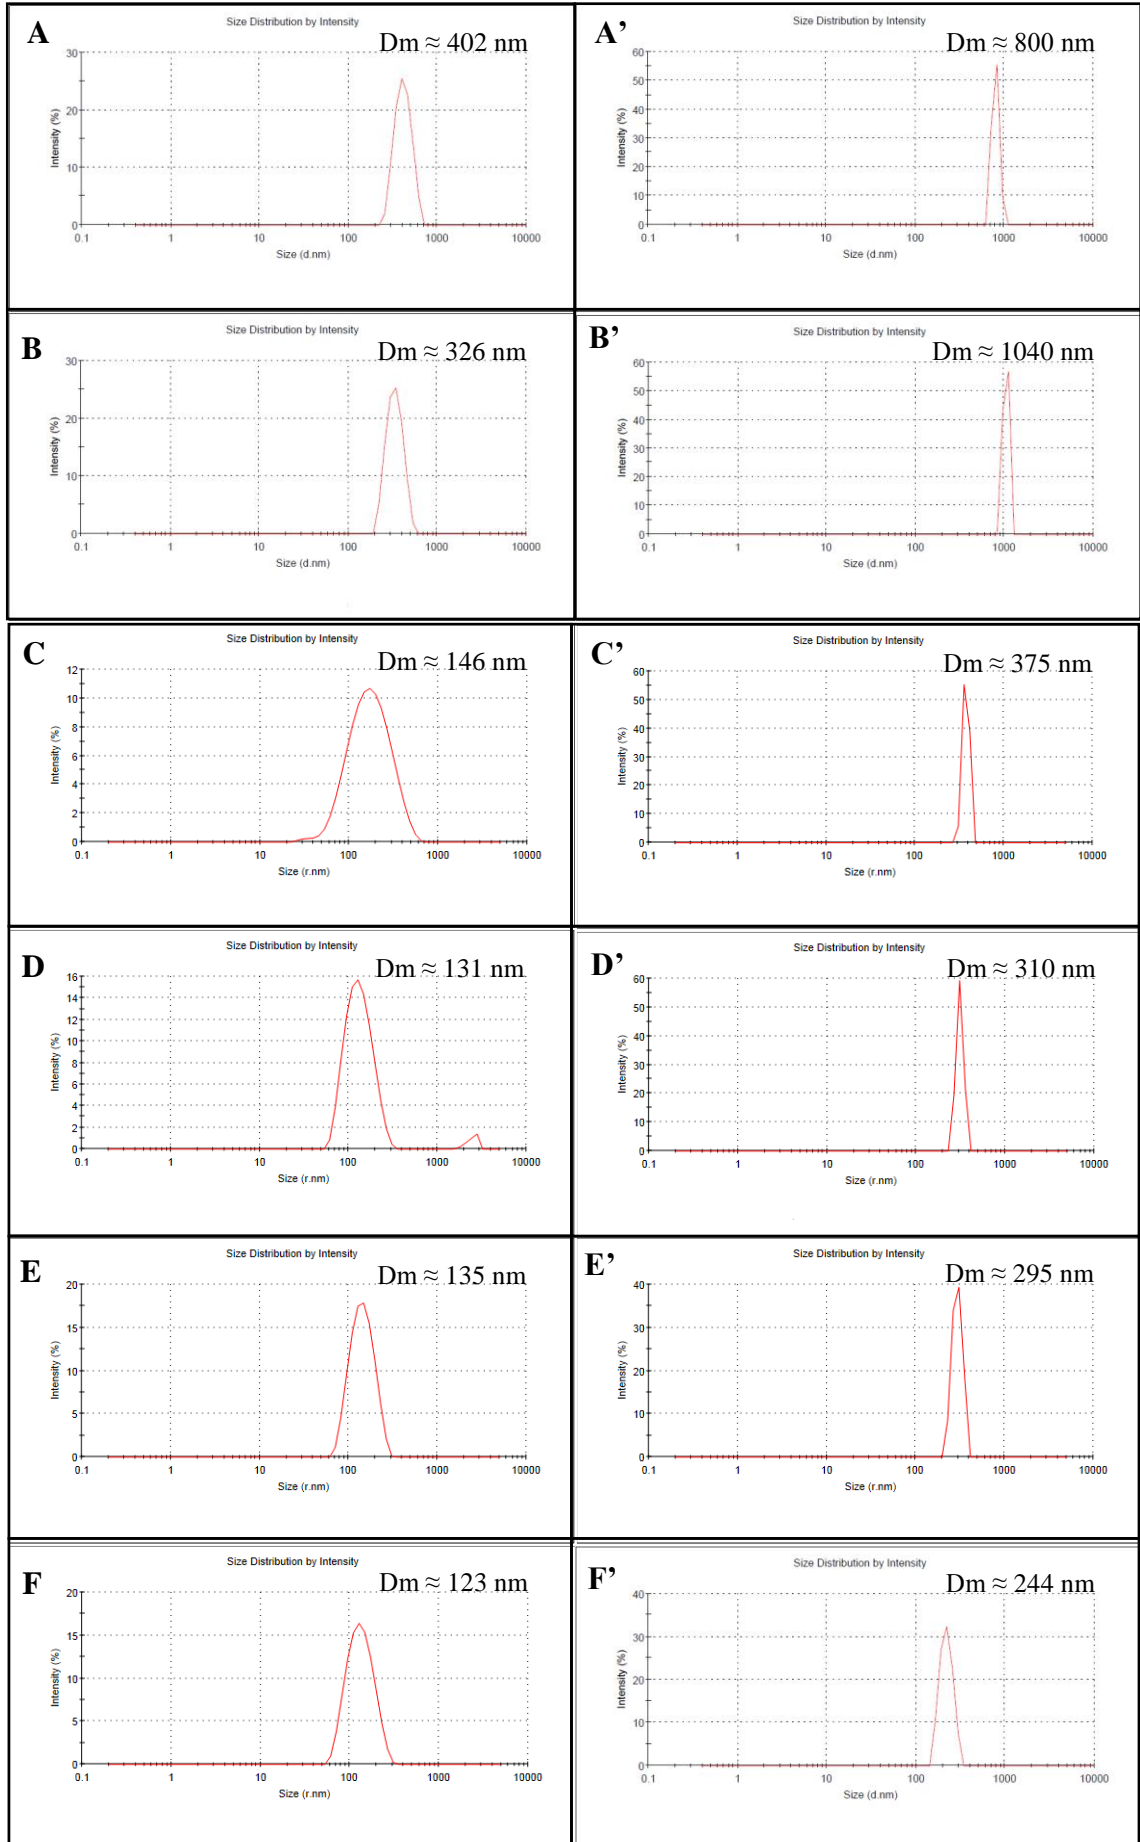 A
Size Distribution by Intensity
Dm ≈ 402 nm
Intensity (%)
30
20
10
0
0.1 1 10 100 1000 10000
Size (d.nm)
A’
Size Distribution by Intensity
Dm ≈ 800 nm
Intensity (%)
60
50
40
30
20
10
0
0.1 1 10 100 1000 10000
Size (d.nm)
B
Size Distribution by Intensity
Dm ≈ 326 nm
Intensity (%)
30
20
10
0
0.1 1 10 100 1000 10000
Size (d.nm)
B’
Size Distribution by Intensity
Dm ≈ 1040 nm
Intensity (%)
60
50
40
30
20
10
0
0.1 1 10 100 1000 10000
Size (d.nm)
C
Size Distribution by Intensity
Dm ≈ 146 nm
Intensity (%)
12
10
8
6
4
2
0
0.1 1 10 100 1000 10000
Size (r.nm)
C’
Size Distribution by Intensity
Dm ≈ 375 nm
Intensity (%)
60
50
40
30
20
10
0
0.1 1 10 100 1000 10000
Size (r.nm)
D
Size Distribution by Intensity
Dm ≈ 131 nm
Intensity (%)
16
14
12
10
8
6
4
2
0
0.1 1 10 100 1000 10000
Size (r.nm)
D’
Size Distribution by Intensity
Dm ≈ 310 nm
Intensity (%)
60
50
40
30
20
10
0
0.1 1 10 100 1000 10000
Size (r.nm)
E
Size Distribution by Intensity
Dm ≈ 135 nm
Intensity (%)
20
15
10
5
0
0.1 1 10 100 1000 10000
Size (r.nm)
E’
Size Distribution by Intensity
Dm ≈ 295 nm
Intensity (%)
40
30
20
10
0
0.1 1 10 100 1000 10000
Size (r.nm)
F
Size Distribution by Intensity
Dm ≈ 123 nm
Intensity (%)
20
15
10
5
0
0.1 1 10 100 1000 10000
Size (r.nm)
F’
Size Distribution by Intensity
Dm ≈ 244 nm
Intensity (%)
40
30
20
10
0
0.1 1 10 100 1000 10000
Size (d.nm)